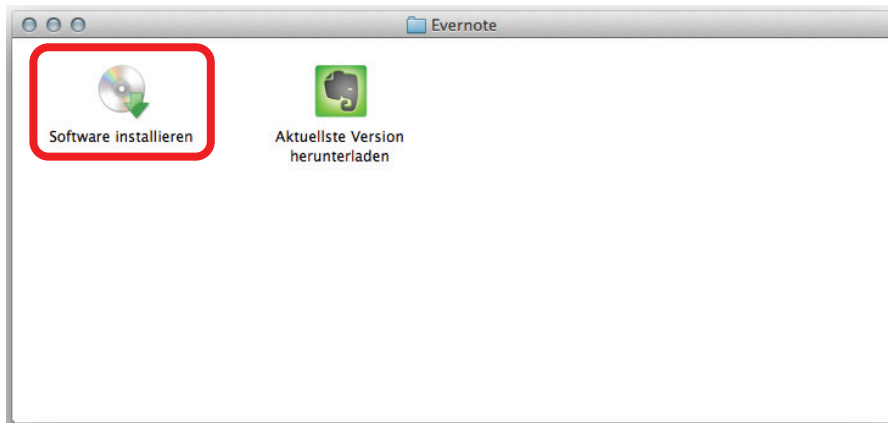 Evernote
Software installieren
Aktuellste Version
herunterladen